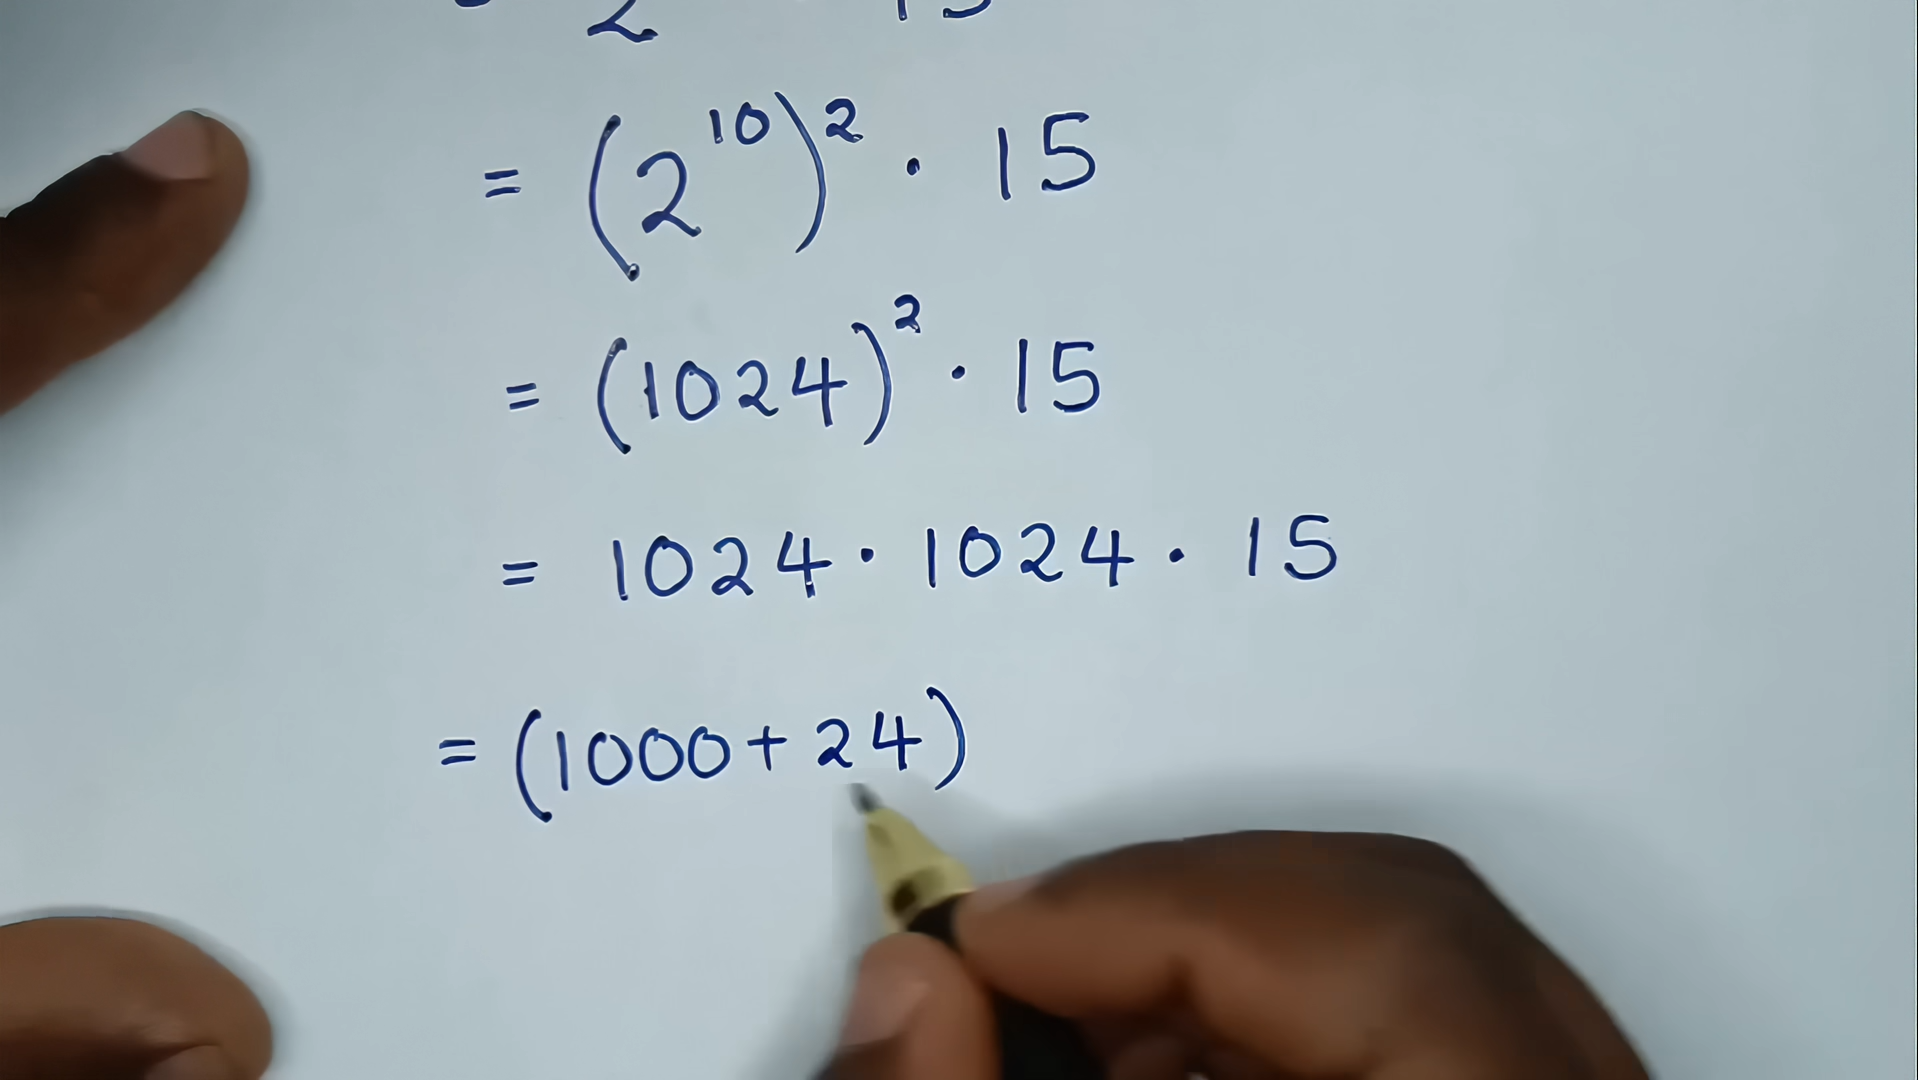 = (2^10)^2 · 15
= (1024)^2 · 15
= 1024 · 1024 · 15
= (1000 + 24)